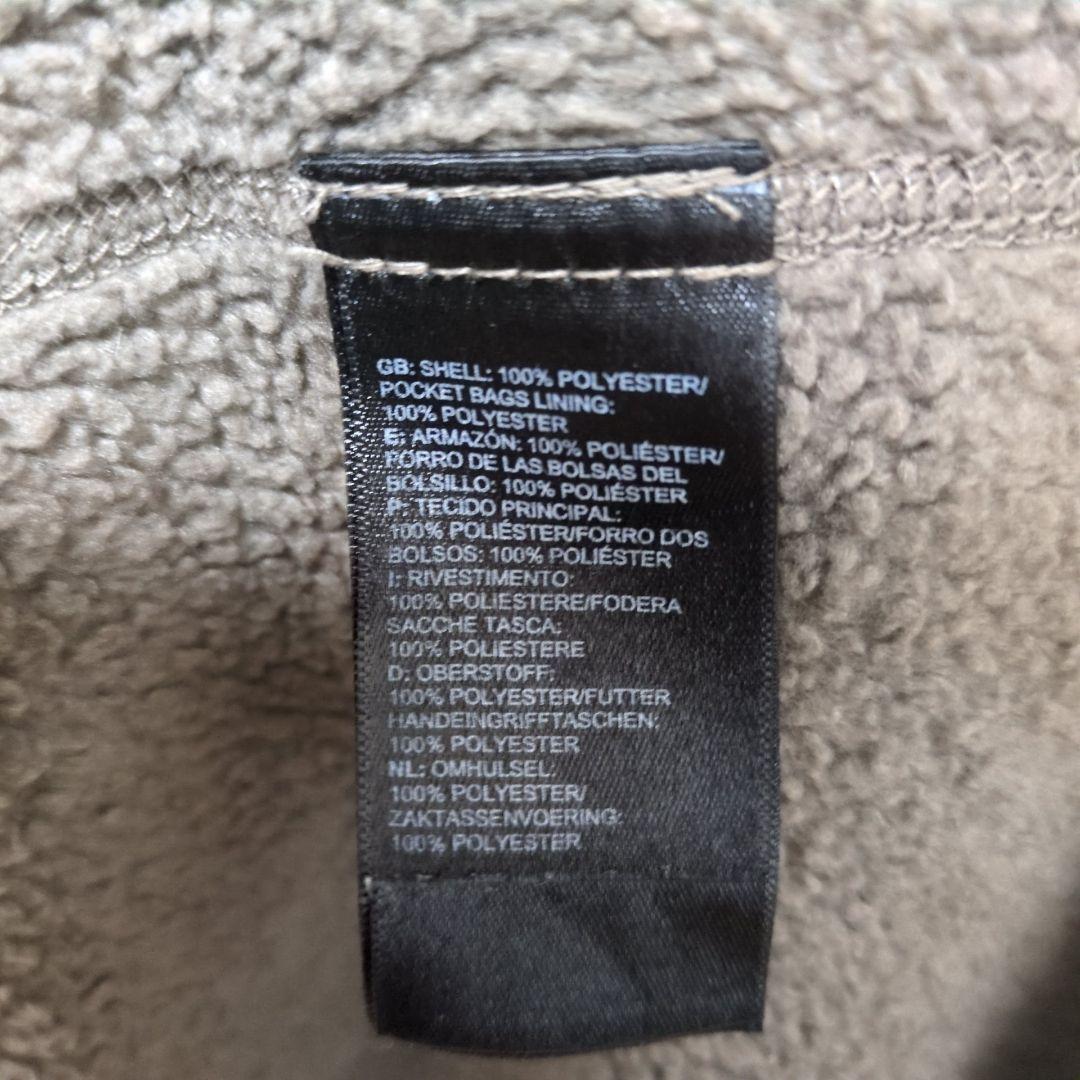 GB: SHELL: 100% POLYESTER/
POCKET BAGS LINING:
100% POLYESTER
E: ARMAZÓN: 100% POLIÉSTER/
FORRO DE LAS BOLSAS DEL
BOLSILLO: 100% POLIÉSTER
P: TECIDO PRINCIPAL:
100% POLIÉSTER/FORRO DOS
BOLSOS: 100% POLIÉSTER
I: RIVESTIMENTO:
100% POLIESTERE/FODERA
SACCHE TASCA:
100% POLIESTERE
D: OBERSTOFF:
100% POLYESTER/FUTTER
HANDEINGRIFFTASCHEN:
100% POLYESTER
NL: OMHULSEL:
100% POLYESTER/
ZAKTASSENVOERING:
100% POLYESTER